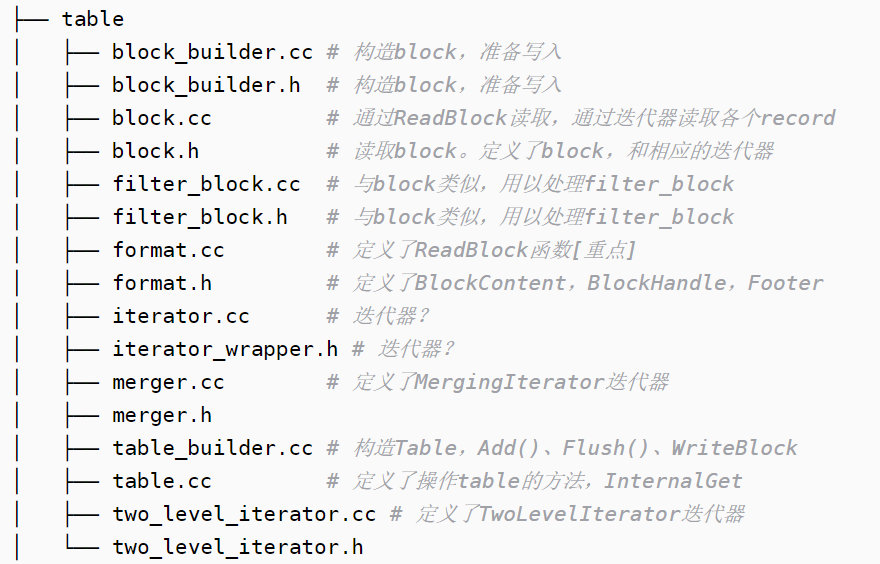 ├── table
│   ├── block_builder.cc # 构造block，准备写入
│   ├── block_builder.h  # 构造block，准备写入
│   ├── block.cc         # 通过ReadBlock读取，通过迭代器读取各个record
│   ├── block.h          # 读取block。定义了block，和相应的迭代器
│   ├── filter_block.cc  # 与block类似，用以处理filter_block
│   ├── filter_block.h   # 与block类似，用以处理filter_block
│   ├── format.cc        # 定义了ReadBlock函数[重点]
│   ├── format.h         # 定义了BlockContent，BlockHandle，Footer
│   ├── iterator.cc      # 迭代器？
│   ├── iterator_wrapper.h # 迭代器？
│   ├── merger.cc        # 定义了MergingIterator迭代器
│   ├── merger.h
│   ├── table_builder.cc # 构造Table，Add()、Flush()、WriteBlock
│   ├── table.cc         # 定义了操作table的方法，InternalGet
│   ├── two_level_iterator.cc # 定义了TwoLevelIterator迭代器
│   └── two_level_iterator.h